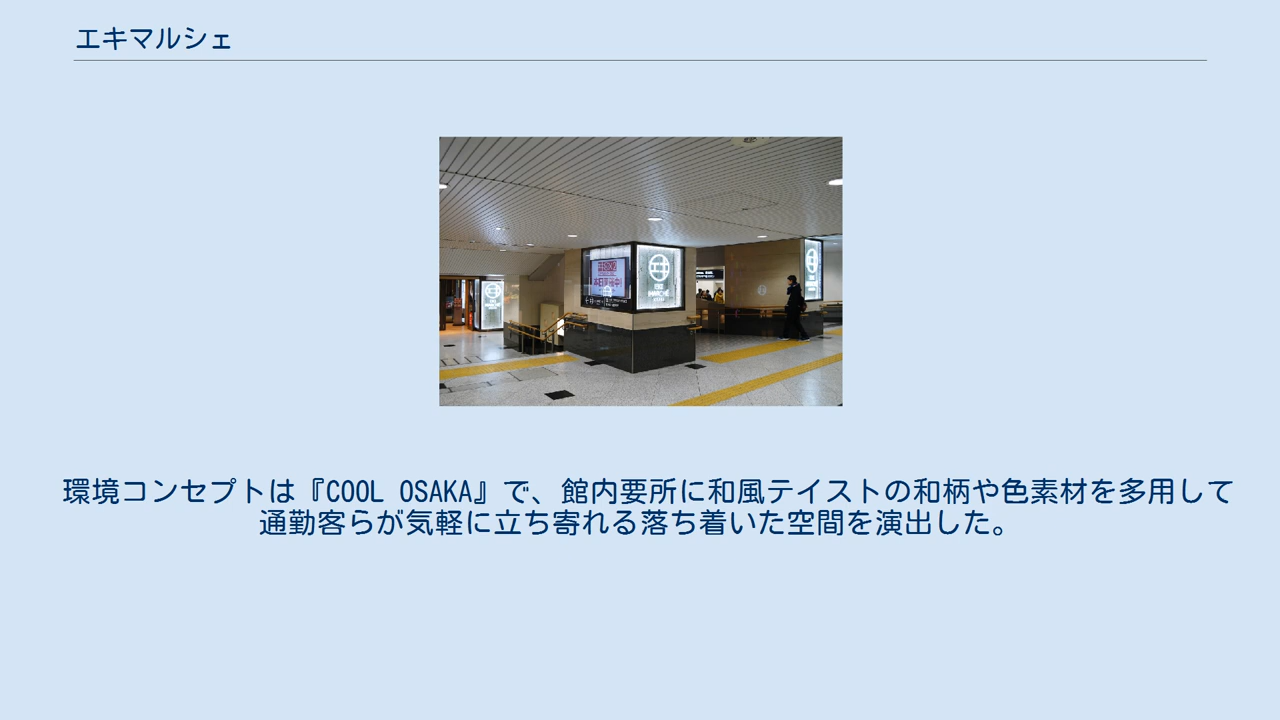 エキマルシェ
環境コンセプトは『COOL OSAKA』で、館内要所に和風テイストの和柄や色素材を多用して
通勤客らが気軽に立ち寄れる落ち着いた空間を演出した。